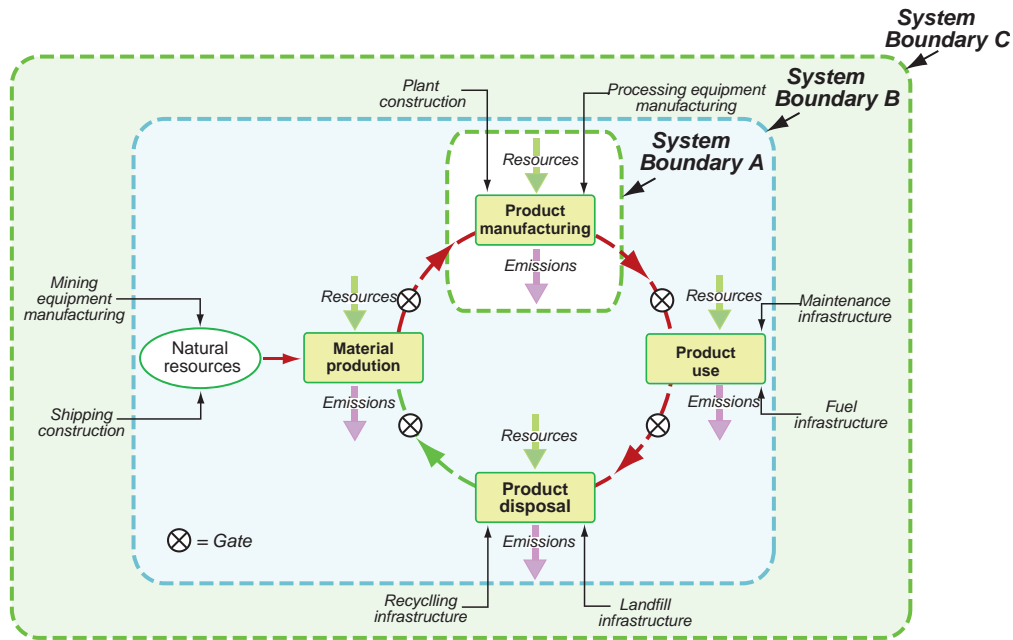 System
Boundary C
System
Boundary B
Plant
construction
Processing equipment
manufacturing
System
Boundary A
Resources
Product
manufacturing
Emissions
Mining
equipment
manufacturing
Resources
Resources
Maintenance
infrastructure
Natural
resources
Material
prodution
Product
use
Emissions
Emissions
Shipping
construction
Fuel
infrastructure
Resources
Product
disposal
= Gate
Emissions
Recyclling
infrastructure
Landfill
infrastructure